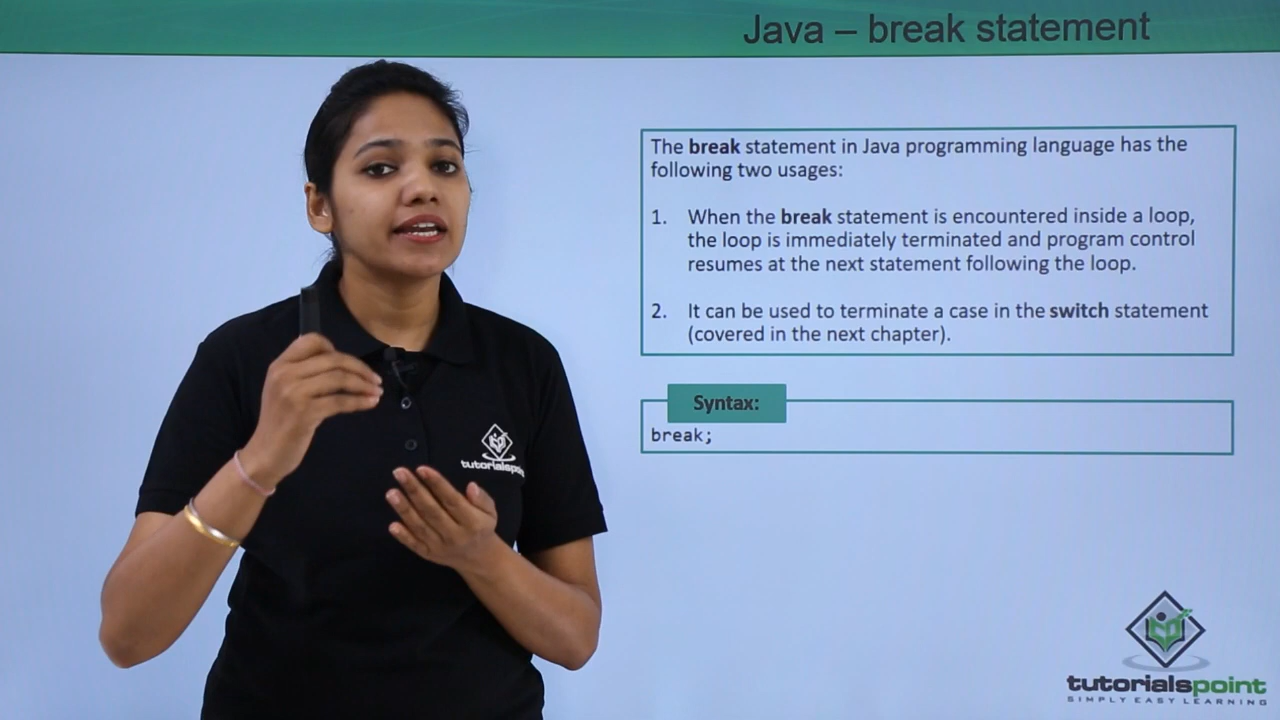 Java – break statement
The break statement in Java programming language has the
following two usages:
1. When the break statement is encountered inside a loop,
the loop is immediately terminated and program control
resumes at the next statement following the loop.
2. It can be used to terminate a case in the switch statement
(covered in the next chapter).
Syntax:
break;
tutorialspoint
tutorialspoint
SIMPLY EASY LEARNING